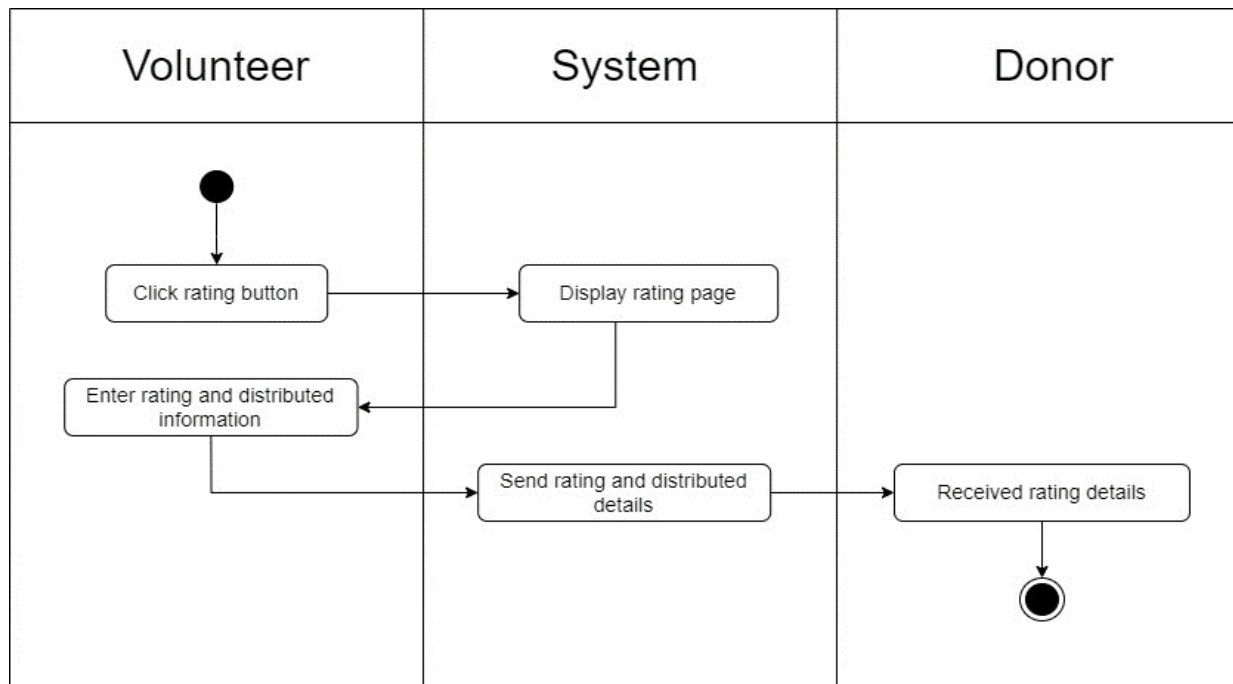 Volunteer
System
Donor
Click rating button
Display rating page
Enter rating and distributed
information
Send rating and distributed
details
Received rating details